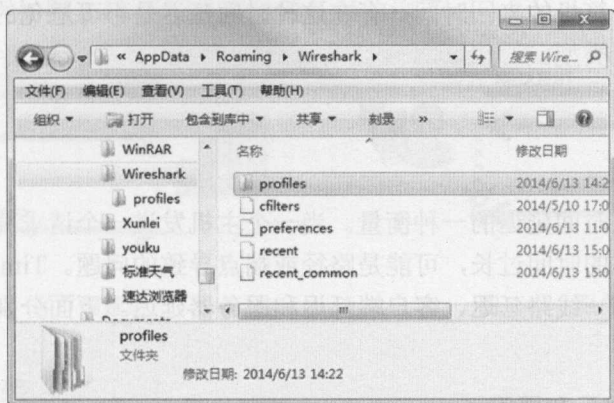 « AppData ▸ Roaming ▸ Wireshark ▸
搜索 Wire...
文件(F) 编辑(E) 查看(V) 工具(T) 帮助(H)
组织 ▼ 打开 包含到库中 ▼ 共享 ▼ 刻录 »
WinRAR
Wireshark
profiles
Xunlei
youku
标准天气
速达浏览器
Documents
名称 修改日期
profiles 2014/6/13 14:2
cfilters 2014/5/10 17:0
preferences 2014/6/13 11:0
recent 2014/6/13 15:0
recent_common 2014/6/13 15:0
profiles
文件夹
修改日期: 2014/6/13 14:22